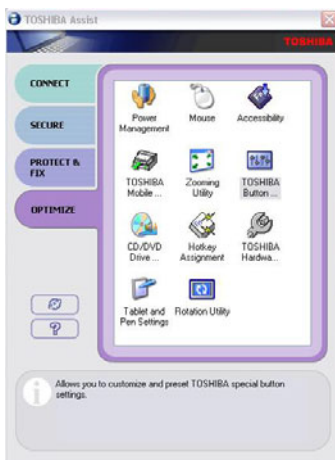 TOSHIBA Assist
TOSHIBA
CONNECT
SECURE
PROTECT &
FIX
OPTIMIZE
Power
Management
Mouse
Accessibility
TOSHIBA
Mobile ...
Zooming
Utility
TOSHIBA
Button ...
CD/DVD
Drive ...
Hotkey
Assignment
TOSHIBA
Hardwa...
Tablet and
Pen Settings
Rotation Utility
?
i
Allows you to customize and preset TOSHIBA special button
settings.